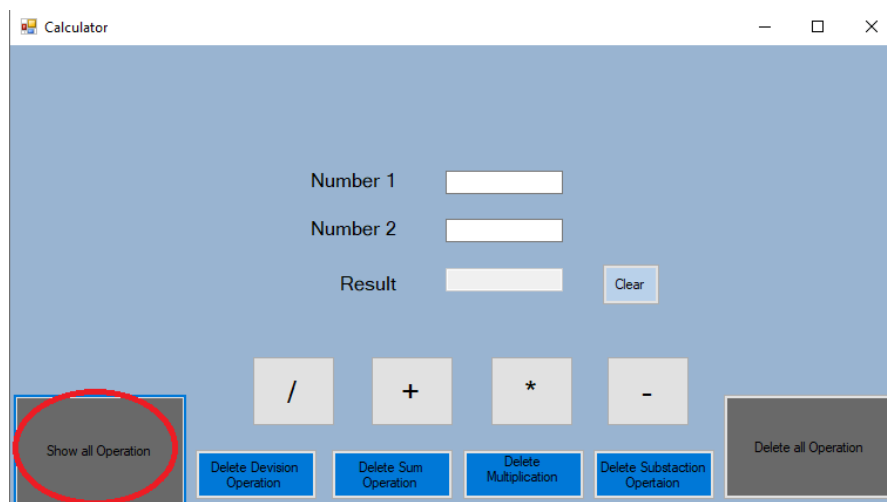 Calculator
Number 1
Number 2
Result
Clear
/
+
*
-
Show all Operation
Delete all Operation
Delete Devision
Operation
Delete Sum
Operation
Delete
Multiplication
Delete Substaction
Opertaion